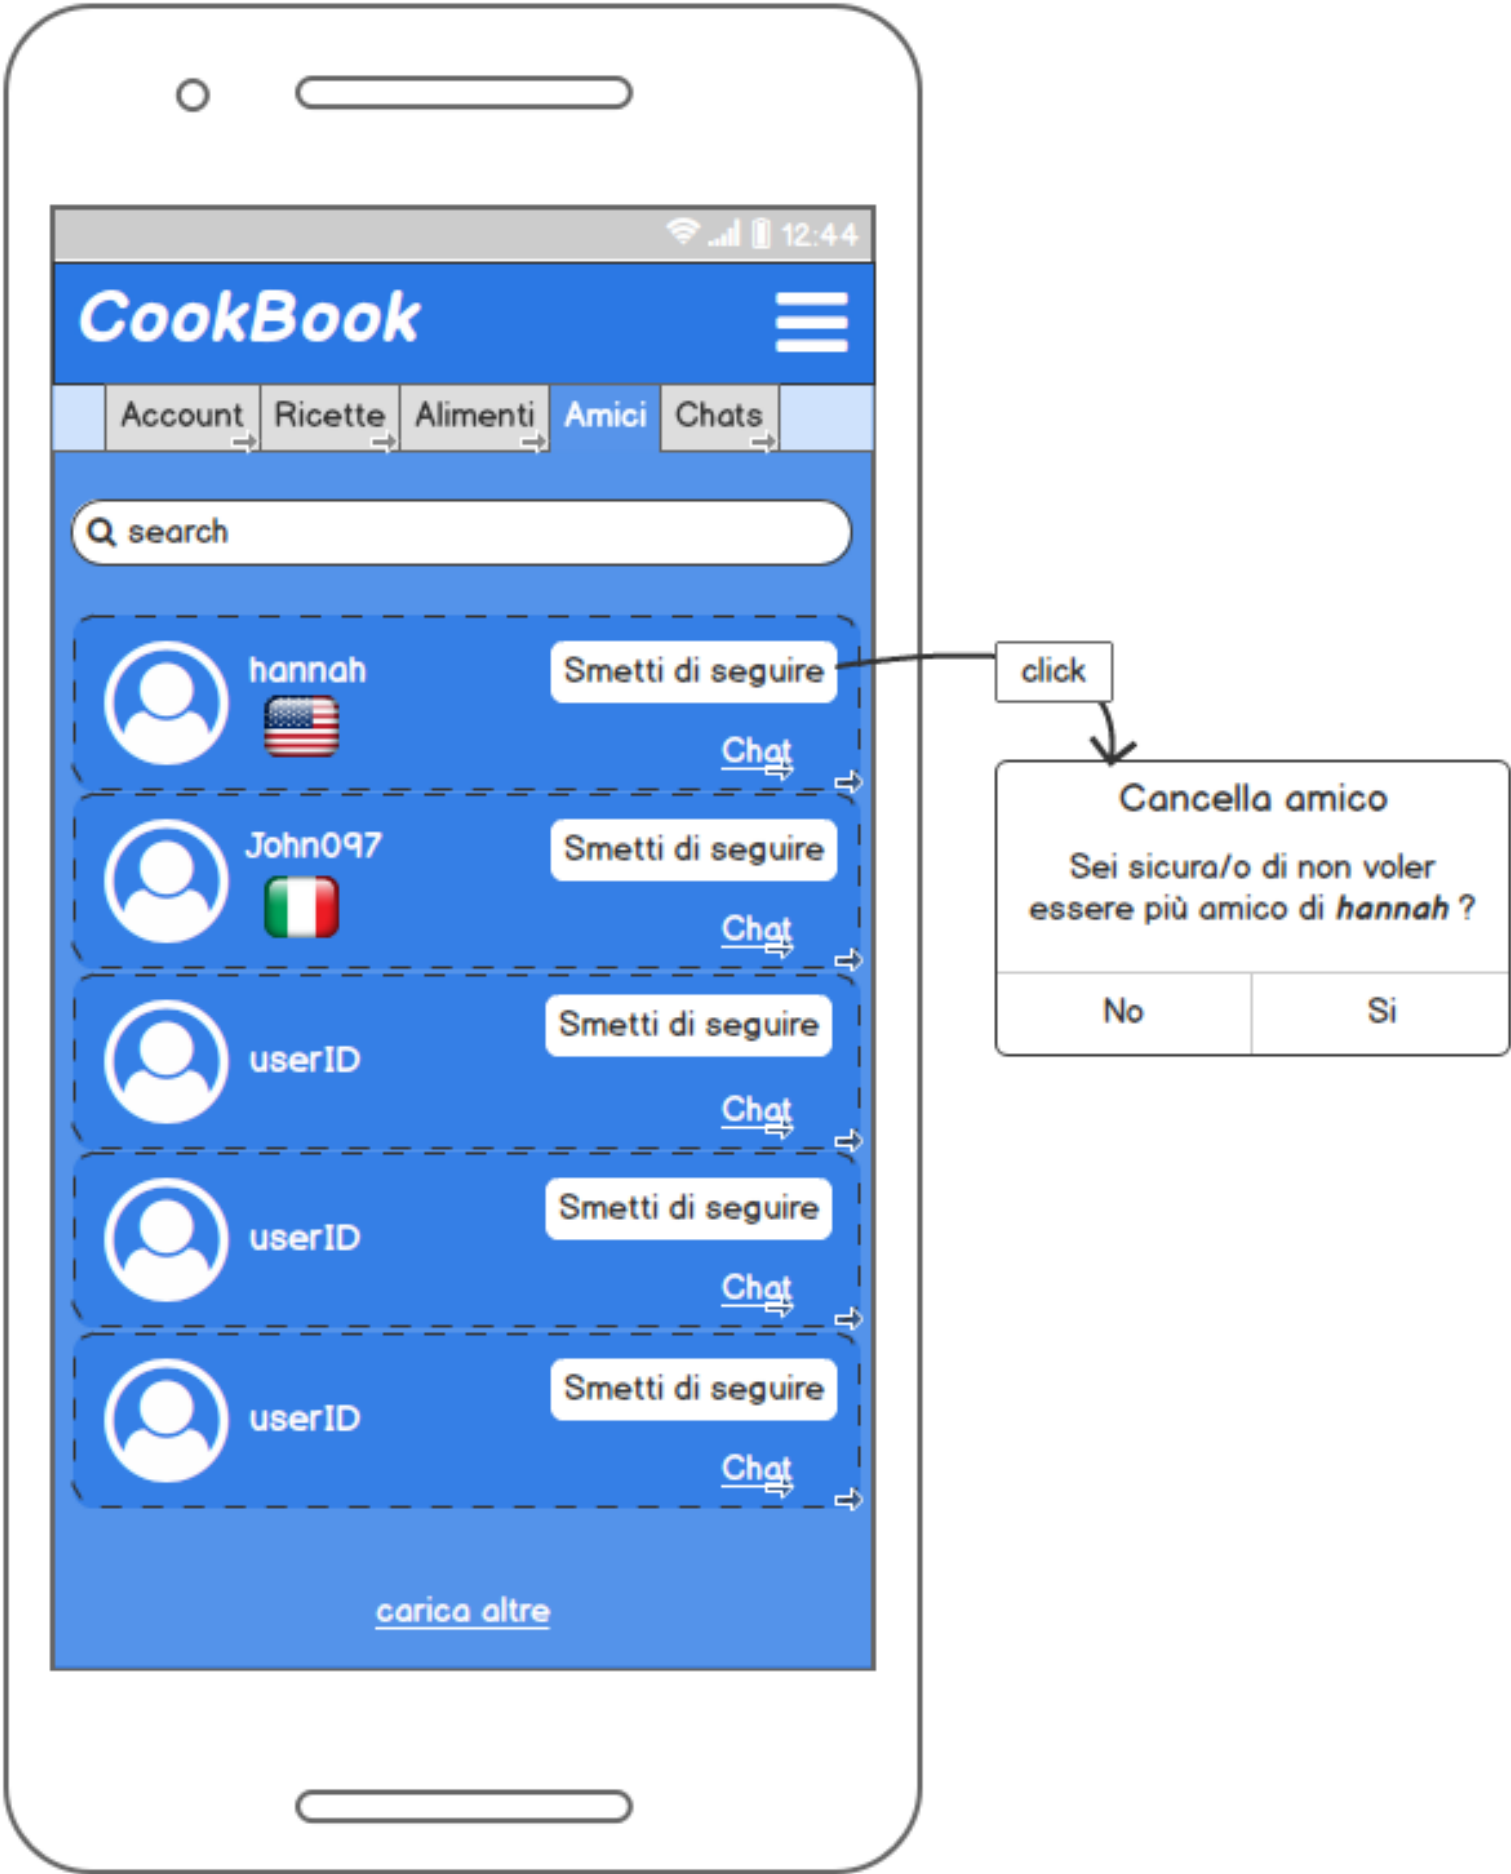 12:44
CookBook
Account Ricette Alimenti Amici Chats
search
hannah
Smetti di seguire
Chat
click
Cancella amico
Sei sicura/o di non voler
essere più amico di hannah ?
No Si
John097
Smetti di seguire
Chat
userID
Smetti di seguire
Chat
userID
Smetti di seguire
Chat
userID
Smetti di seguire
Chat
carica altre